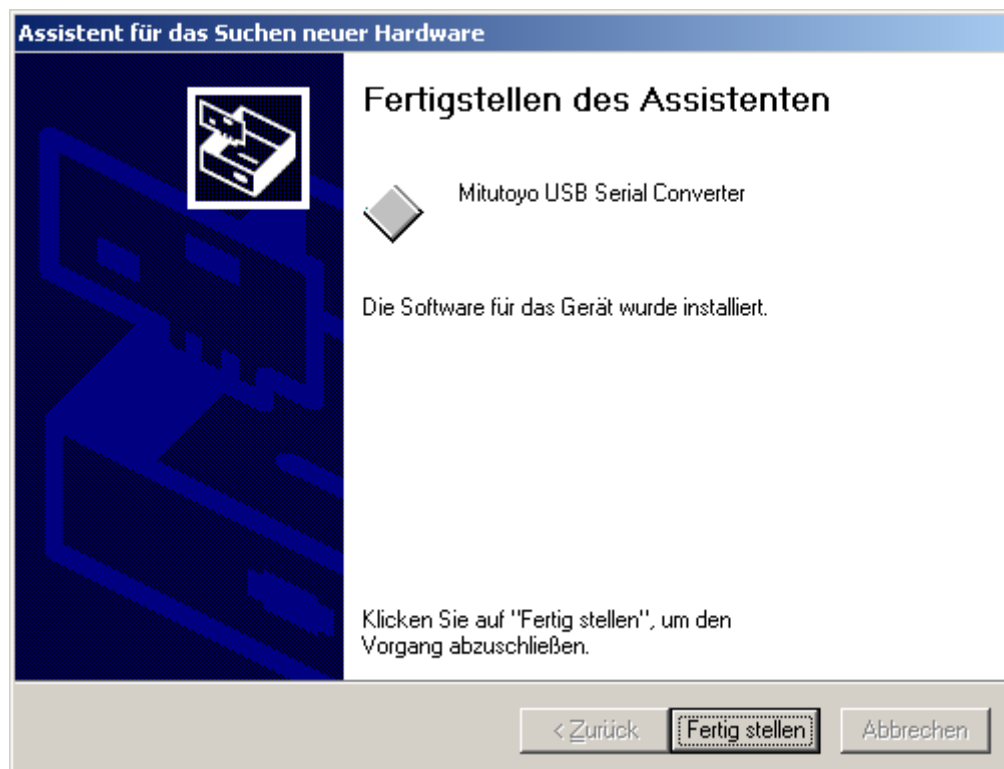 Assistent für das Suchen neuer Hardware
Fertigstellen des Assistenten
Mitutoyo USB Serial Converter
Die Software für das Gerät wurde installiert.
Klicken Sie auf "Fertig stellen", um den
Vorgang abzuschließen.
< Zurück
Fertig stellen
Abbrechen